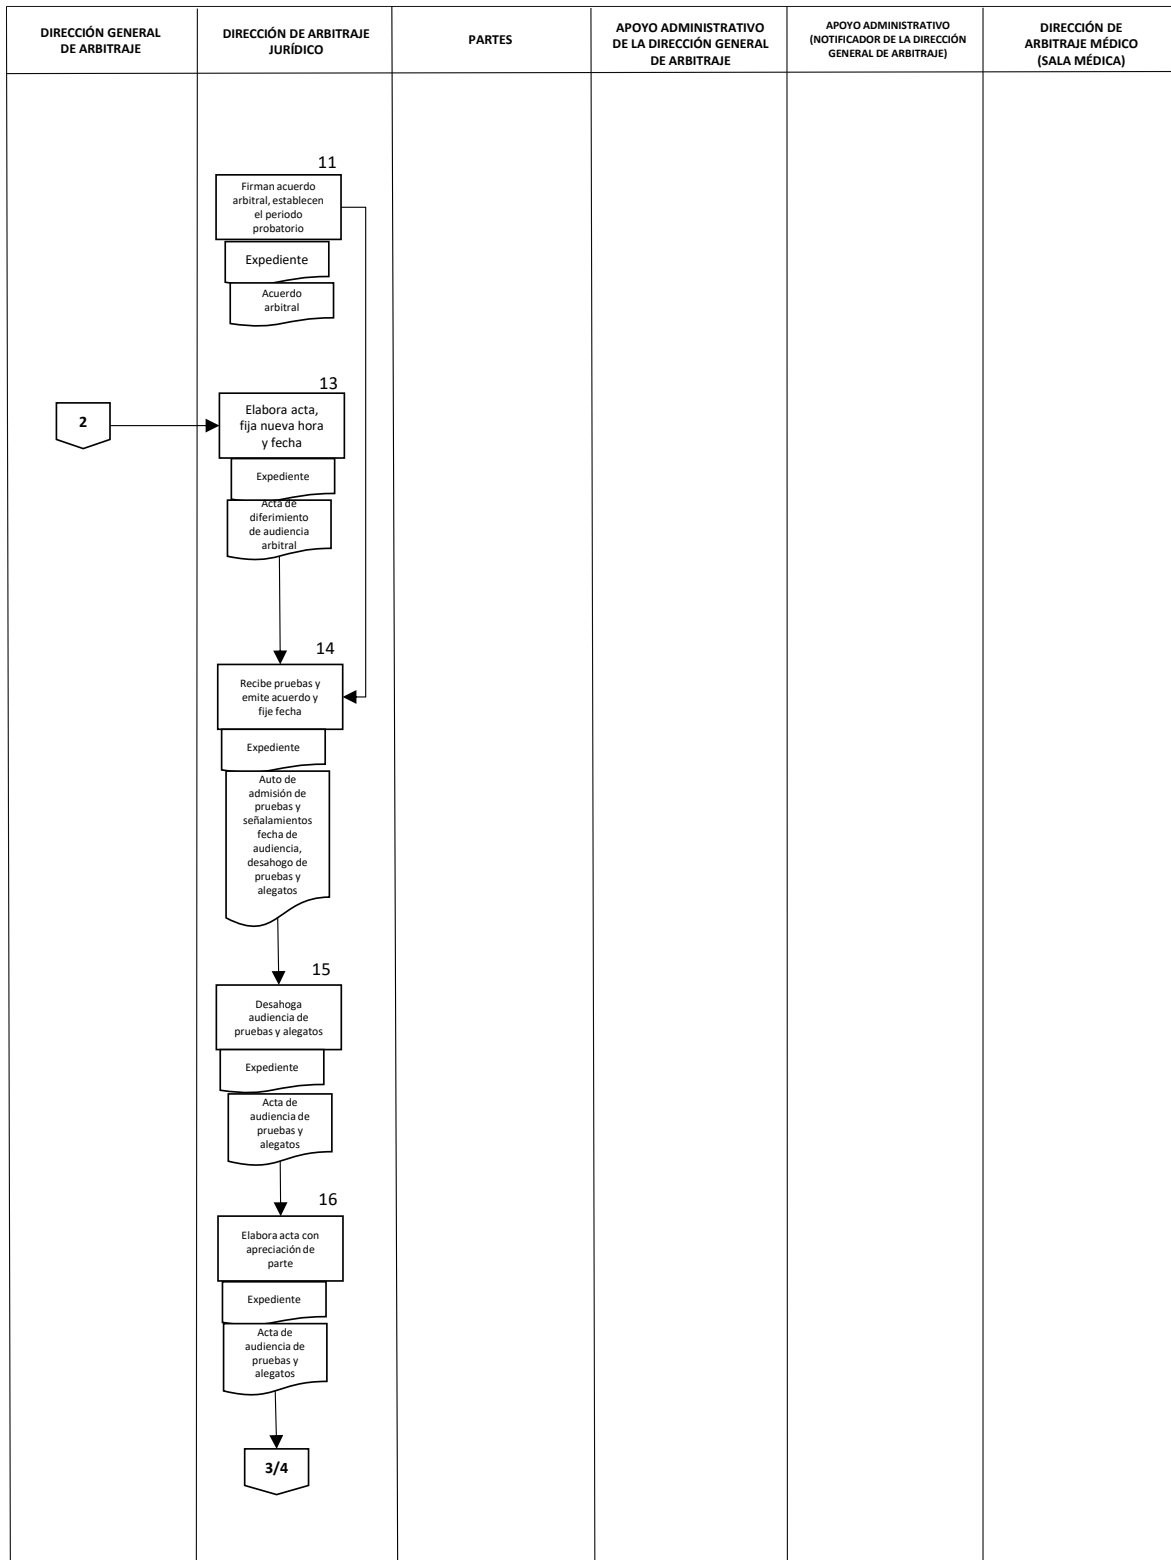 DIRECCIÓN GENERAL
DE ARBITRAJE
DIRECCIÓN DE ARBITRAJE
JURÍDICO
PARTES
APOYO ADMINISTRATIVO
DE LA DIRECCIÓN GENERAL
DE ARBITRAJE
APOYO ADMINISTRATIVO
(NOTIFICADOR DE LA DIRECCIÓN
GENERAL DE ARBITRAJE)
DIRECCIÓN DE
ARBITRAJE MÉDICO
(SALA MÉDICA)
11
Firman acuerdo
arbitral, establecen
el periodo
probatorio
Expediente
Acuerdo
arbitral
13
2
Elabora acta,
fija nueva hora
y fecha
Expediente
Acta de
diferimiento
de audiencia
arbitral
14
Recibe pruebas y
emite acuerdo y
fije fecha
Expediente
Auto de
admisión de
pruebas y
señalamientos
fecha de
audiencia,
desahogo de
pruebas y
alegatos
15
Desahoga
audiencia de
pruebas y alegatos
Expediente
Acta de
audiencia de
pruebas y
alegatos
16
Elabora acta con
apreciación de
parte
Expediente
Acta de
audiencia de
pruebas y
alegatos
3/4